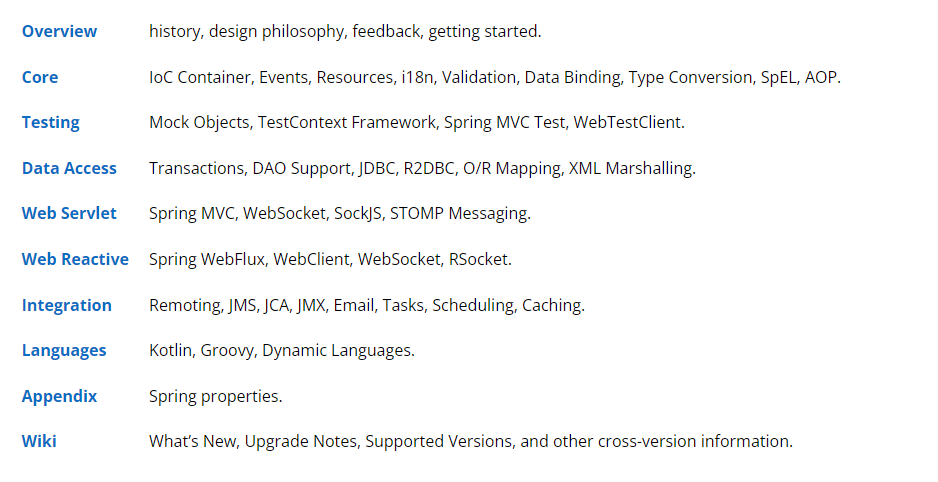 Overview history, design philosophy, feedback, getting started.
Core IoC Container, Events, Resources, i18n, Validation, Data Binding, Type Conversion, SpEL, AOP.
Testing Mock Objects, TestContext Framework, Spring MVC Test, WebTestClient.
Data Access Transactions, DAO Support, JDBC, R2DBC, O/R Mapping, XML Marshalling.
Web Servlet Spring MVC, WebSocket, SockJS, STOMP Messaging.
Web Reactive Spring WebFlux, WebClient, WebSocket, RSocket.
Integration Remoting, JMS, JCA, JMX, Email, Tasks, Scheduling, Caching.
Languages Kotlin, Groovy, Dynamic Languages.
Appendix Spring properties.
Wiki What’s New, Upgrade Notes, Supported Versions, and other cross-version information.